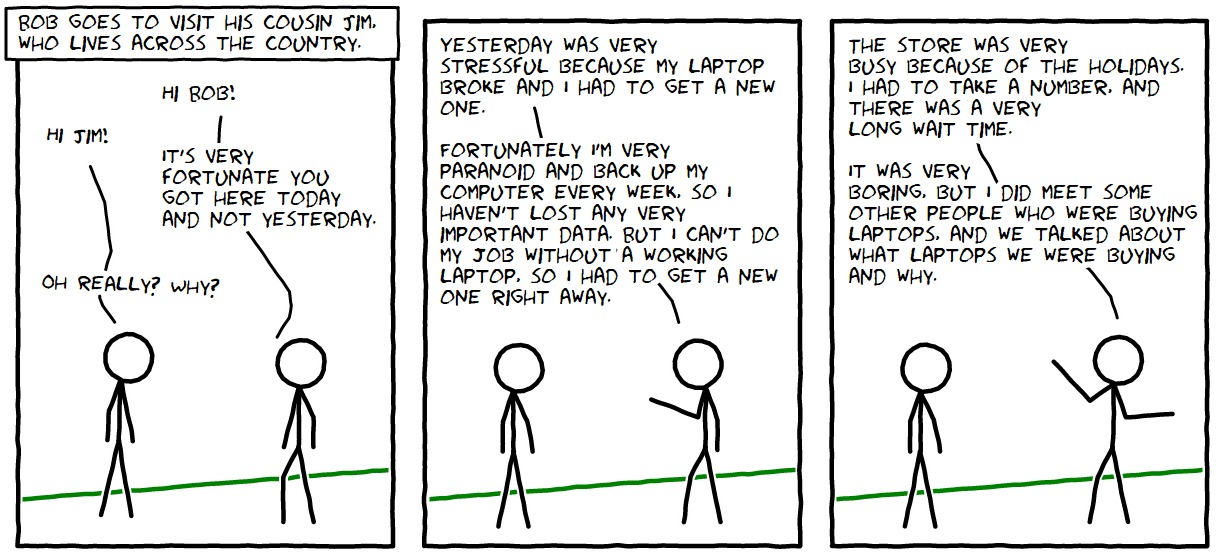 BOB GOES TO VISIT HIS COUSIN JIM,
WHO LIVES ACROSS THE COUNTRY.
HI BOB!
HI JIM!
IT'S VERY
FORTUNATE YOU
GOT HERE TODAY
AND NOT YESTERDAY.
OH REALLY? WHY?
YESTERDAY WAS VERY
STRESSFUL BECAUSE MY LAPTOP
BROKE AND I HAD TO GET A NEW
ONE.
FORTUNATELY I'M VERY
PARANOID AND BACK UP MY
COMPUTER EVERY WEEK, SO I
HAVEN'T LOST ANY VERY
IMPORTANT DATA. BUT I CAN'T DO
MY JOB WITHOUT A WORKING
LAPTOP, SO I HAD TO GET A NEW
ONE RIGHT AWAY.
THE STORE WAS VERY
BUSY BECAUSE OF THE HOLIDAYS.
I HAD TO TAKE A NUMBER, AND
THERE WAS A VERY
LONG WAIT TIME.
IT WAS VERY
BORING, BUT I DID MEET SOME
OTHER PEOPLE WHO WERE BUYING
LAPTOPS, AND WE TALKED ABOUT
WHAT LAPTOPS WE WERE BUYING
AND WHY.